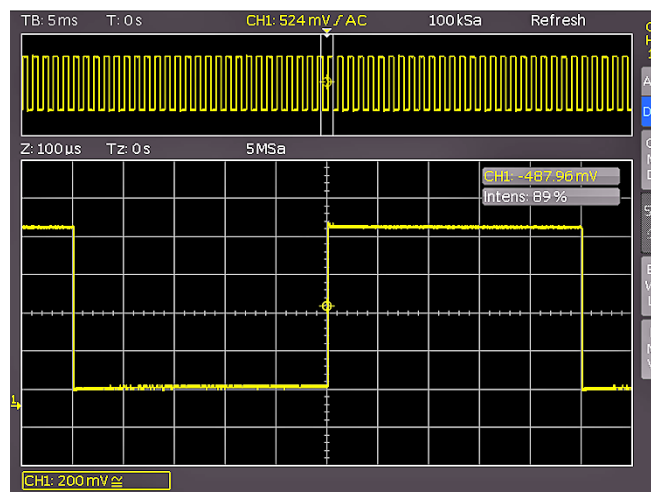 TB: 5 ms T: 0 s CH1: 524 mV / AC 100 kSa Refresh
Z: 100 µs Tz: 0 s 5 MSa
CH1: -487.96 mV
Intens: 89 %
1
CH1: 200 mV ≅